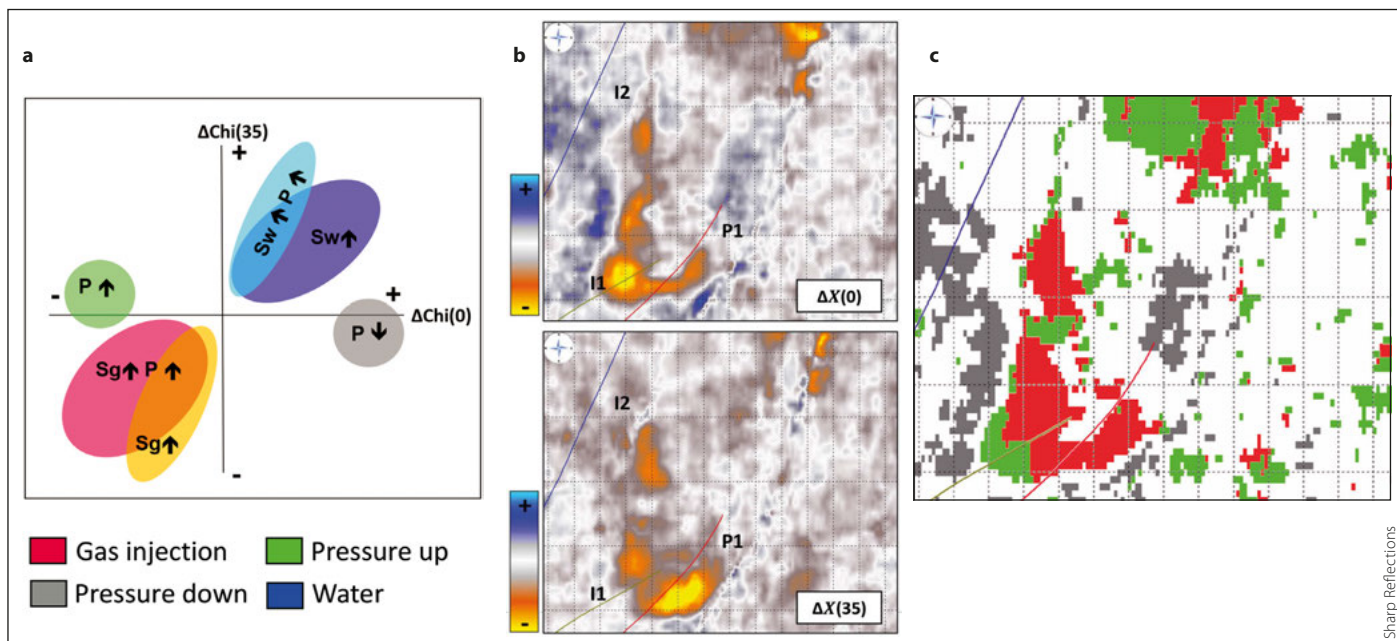 a
ΔChi(35)
+
P ↑
Sw ↑
Sw ↑
P ↑
-
+
ΔChi(0)
P ↓
Sg ↑ P ↑
Sg ↑
-
Gas injection
Pressure up
Pressure down
Water
b
I2
+
P1
I1
-
ΔX(0)
I2
+
P1
I1
-
ΔX(35)
c
Sharp Reflections